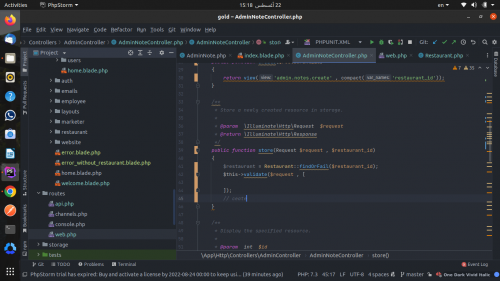 Activities
PhpStorm
15:18 22 أغسطس
en
gold – AdminNoteController.php
File Edit View Navigate Code Refactor Run Tools Git Window Help
Controllers
AdminController
AdminNoteController.php
AdminNoteController
store
PHPUNIT.XML
Git:
Project
AdminNote.php
index.blade.php
AdminNoteController.php
web.php
Restaurant.php
users
home.blade.php
auth
emails
employee
layouts
marketer
restaurant
website
error.blade.php
error_without_restaurant.blade.php
home.blade.php
welcome.blade.php
routes
api.php
channels.php
console.php
web.php
storage
tests
return view( 'admin.notes.create' , compact( 'restaurant_id'));
}
/**
* Store a newly created resource in storage.
*
* @param \Illuminate\Http\Request $request
* @return \Illuminate\Http\Response
*/
public function store(Request $request , $restaurant_id)
{
$restaurant = Restaurant::findOrFail($restaurant_id);
$this->validate($request , [
]);
}
/**
* Display the specified resource.
*
* @param int $id
\App\Http\Controllers\AdminController
AdminNoteController
store()
Git
TODO
Problems
Terminal
Event Log
PhpStorm trial has expired: Buy and activate a license by 2022-08-24 00:00 to keep usi... (39 minutes ago)
PHP: 7.3
45:17
LF
UTF-8
4 spaces
master
One Dark Vivid Italic